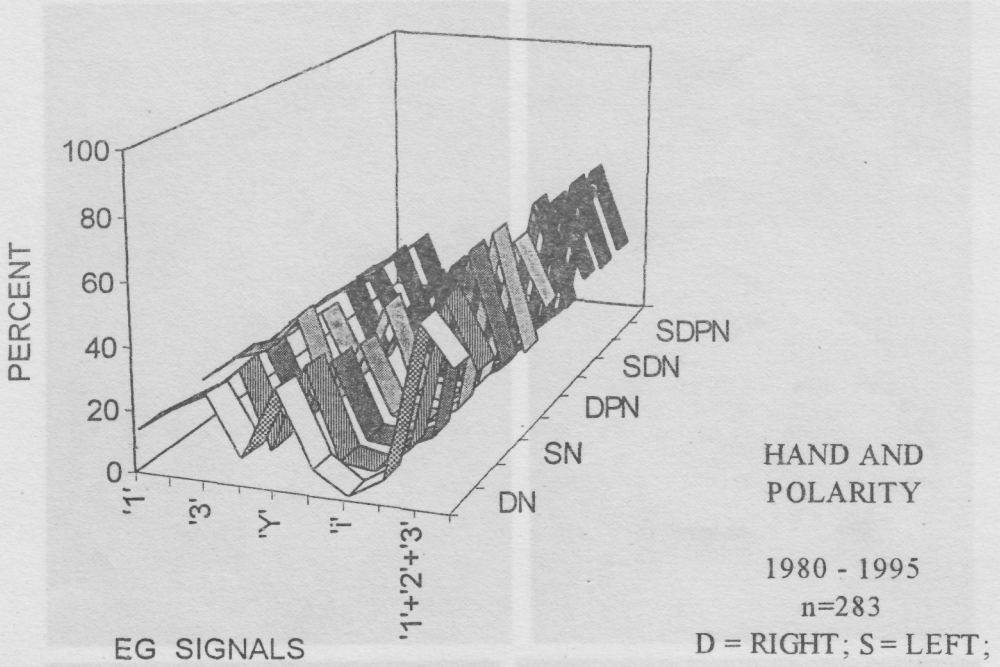 100
80
60
40
20
0
PERCENT
'1'
'3'
'Y'
'i'
'1'+'2'+'3'
EG SIGNALS
DN
SN
DPN
SDN
SDPN
HAND AND
POLARITY
1980 - 1995
n=283
D = RIGHT; S = LEFT;